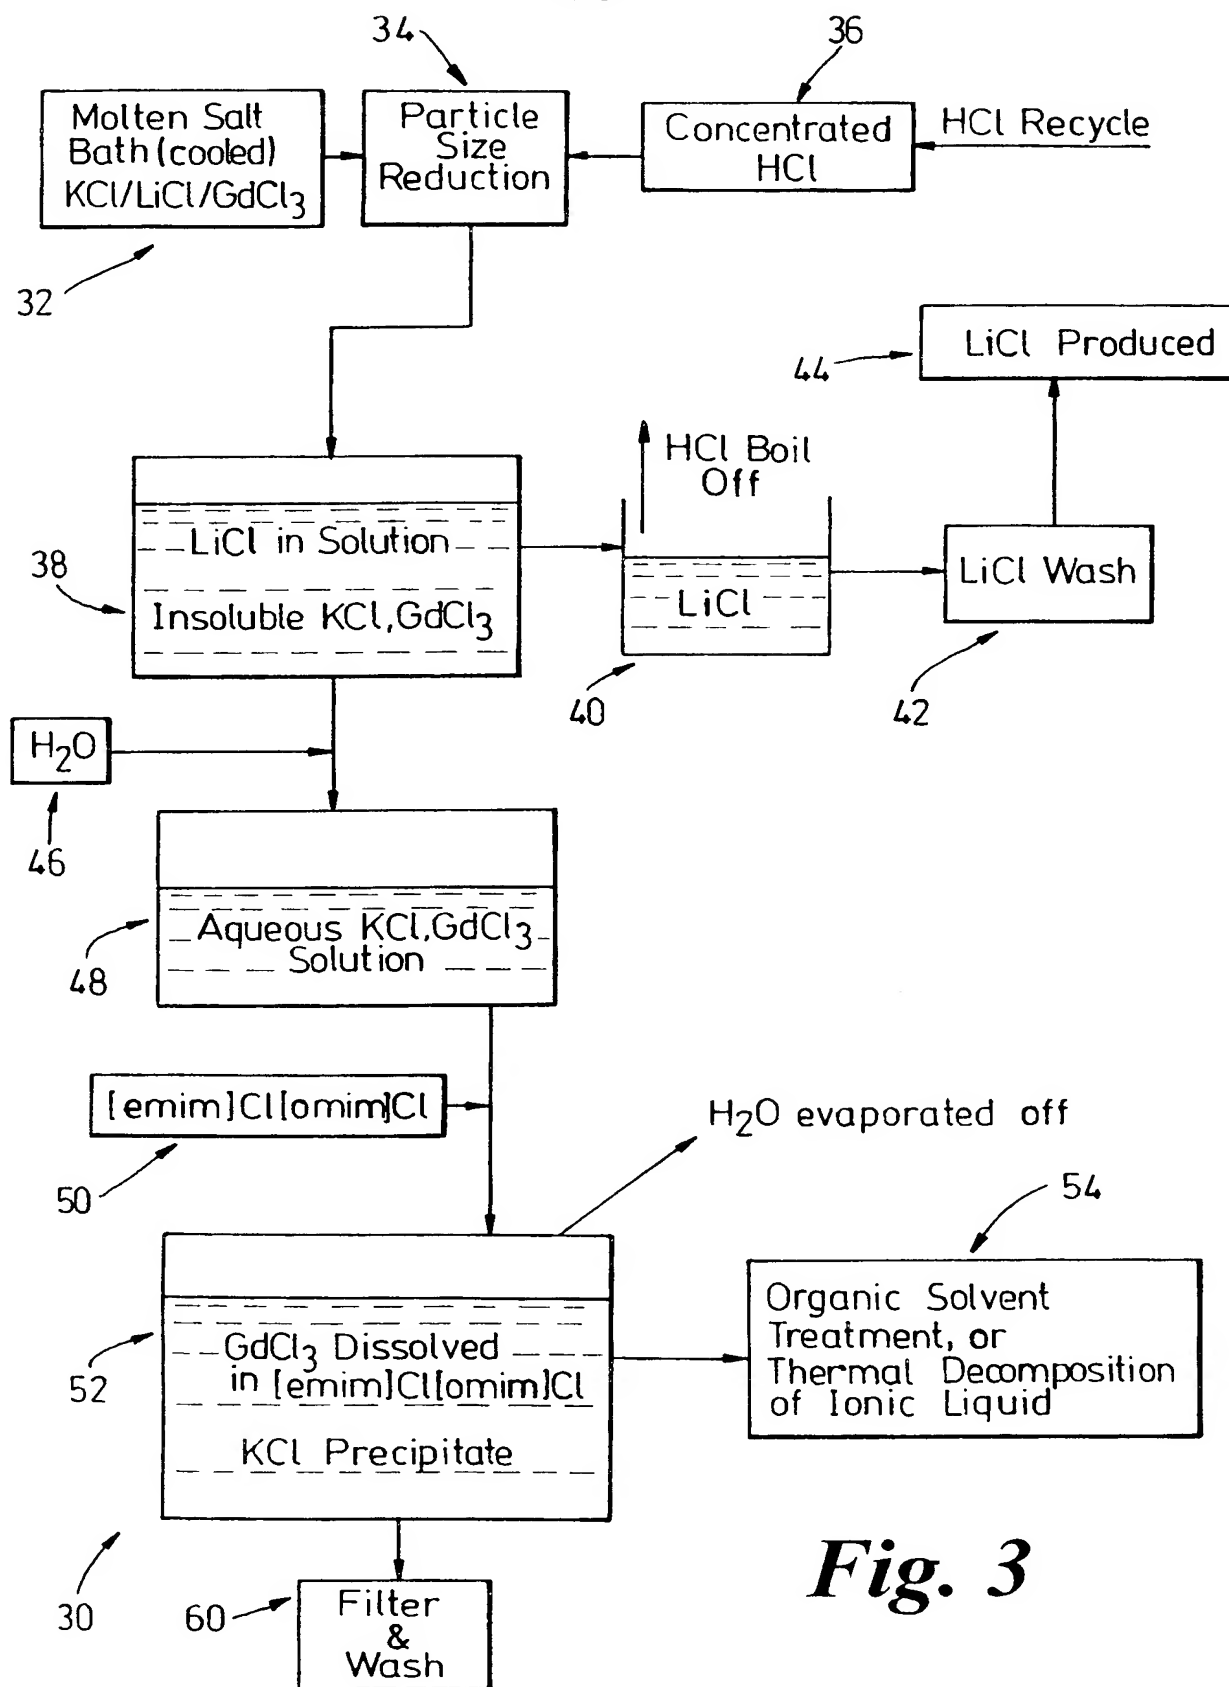 34
36
Molten Salt
Bath (cooled)
KCl/LiCl/GdCl₃
Particle
Size
Reduction
Concentrated
HCl
HCl Recycle
32
LiCl Produced
44
HCl Boil
Off
LiCl in Solution
Insoluble KCl,GdCl₃
38
LiCl
LiCl Wash
40
42
H₂O
46
Aqueous KCl,GdCl₃
Solution
48
[emim]Cl[omim]Cl
50
H₂O evaporated off
54
GdCl₃ Dissolved
in [emim]Cl[omim]Cl
KCl Precipitate
52
Organic Solvent
Treatment, or
Thermal Decomposition
of Ionic Liquid
30
60
Filter
&
Wash
Fig. 3